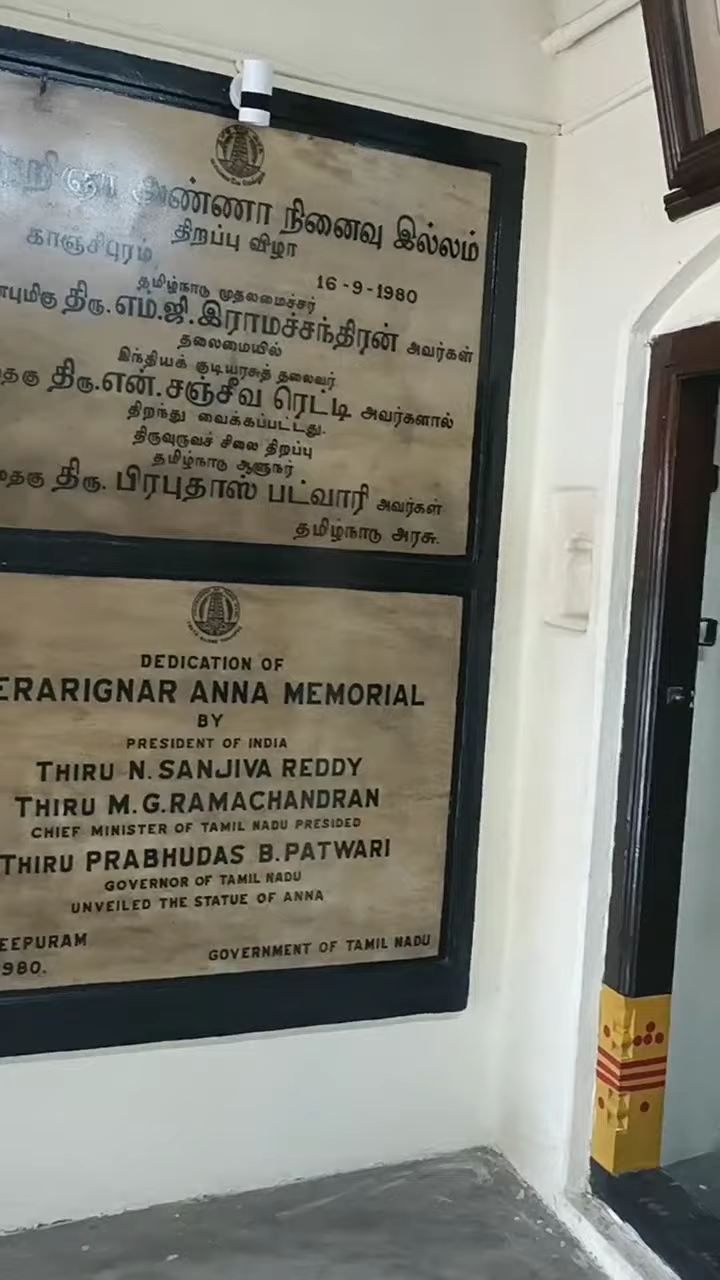 அண்ணா நினைவு இல்லம்
திறப்பு விழா
காஞ்சிபுரம்
16-9-1980
தமிழ்நாடு முதலமைச்சர்
திரு.எம்.ஜி.இராமச்சந்திரன் அவர்கள்
தலைமையில்
இந்தியக் குடியரசுத் தலைவர்
திரு.என்.சஞ்சீவ ரெட்டி அவர்களால்
திறந்து வைக்கப்பட்டது.
திருவுருவச் சிலை திறப்பு
தமிழ்நாடு ஆளுநர்
திரு. பிரபுதாஸ் பட்வாரி அவர்கள்
தமிழ்நாடு அரசு.
DEDICATION OF
ERARIGNAR ANNA MEMORIAL
BY
PRESIDENT OF INDIA
THIRU N. SANJIVA REDDY
THIRU M.G.RAMACHANDRAN
CHIEF MINISTER OF TAMIL NADU PRESIDED
THIRU PRABHUDAS B.PATWARI
GOVERNOR OF TAMIL NADU
UNVEILED THE STATUE OF ANNA
EEPURAM
980.
GOVERNMENT OF TAMIL NADU